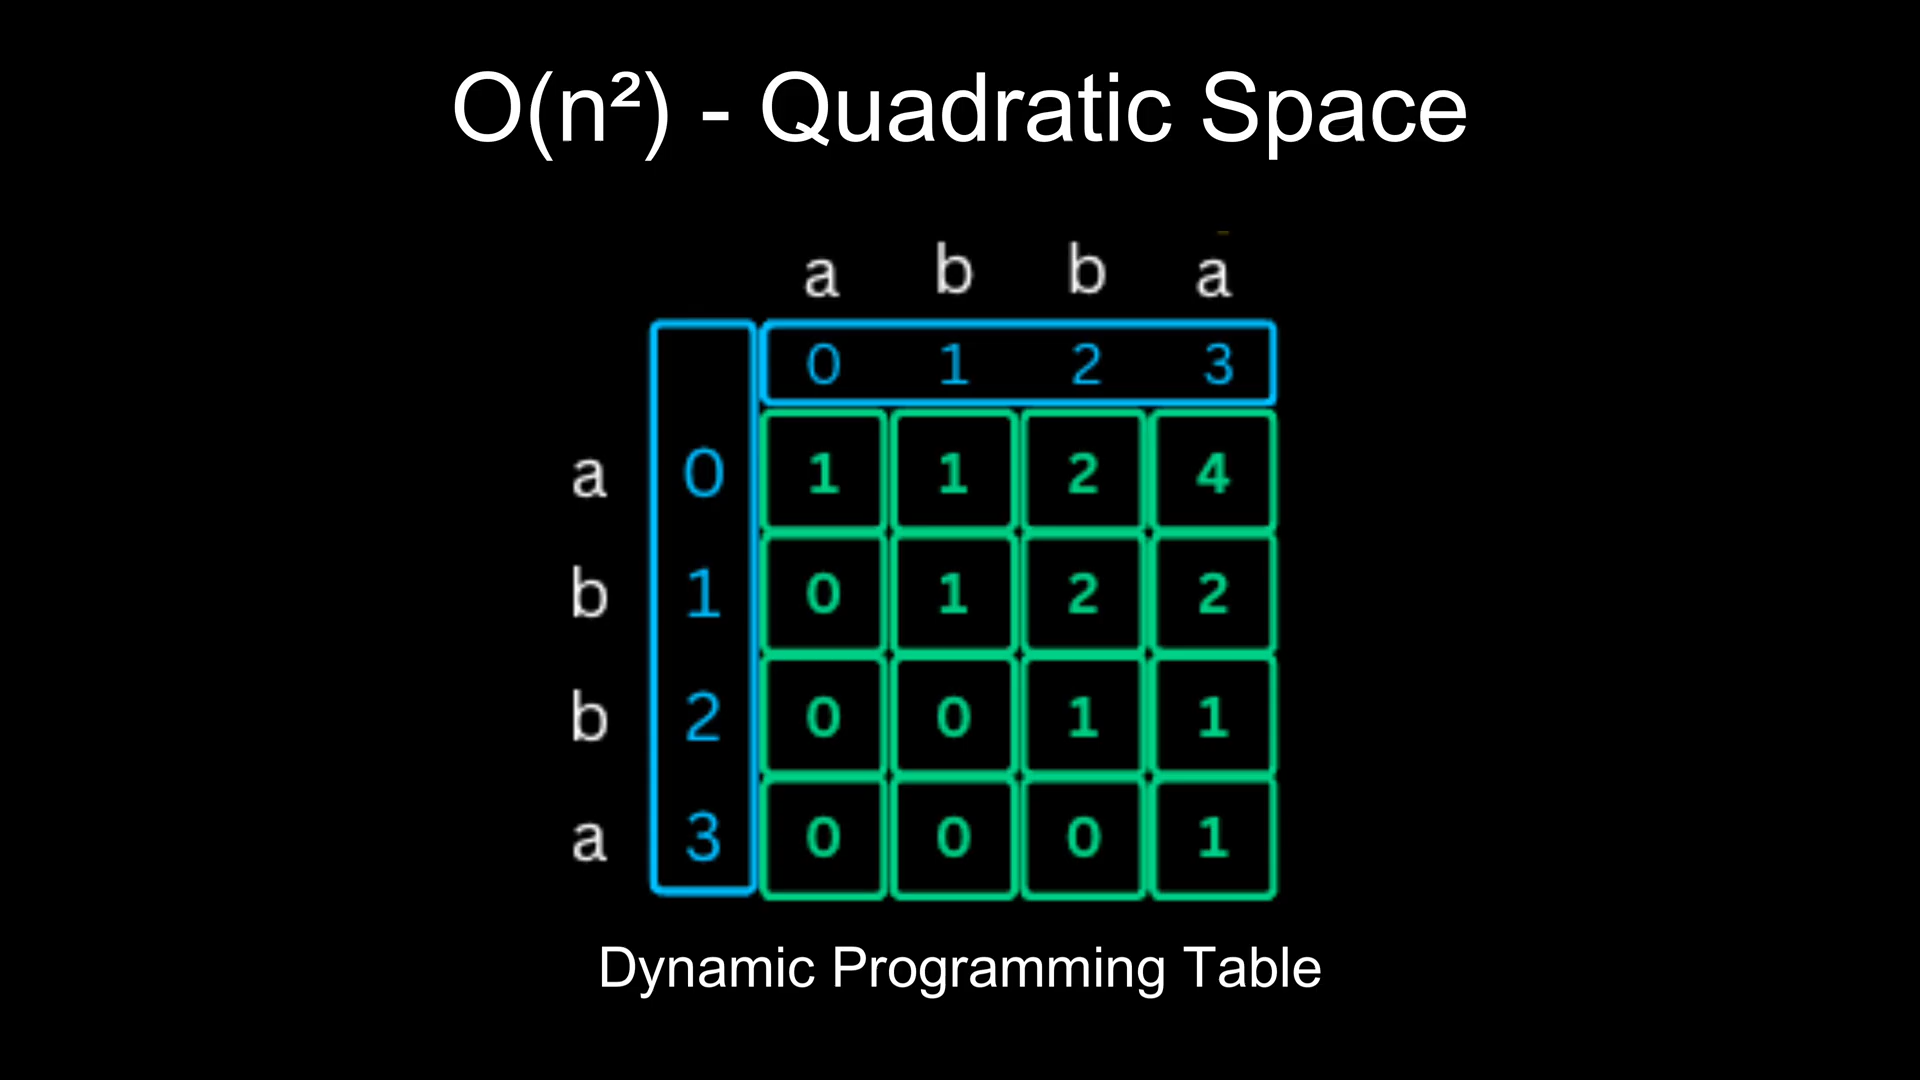 O(n²) - Quadratic Space
a b b a
0 1 2 3
a 0 1 1 2 4
b 1 0 1 2 2
b 2 0 0 1 1
a 3 0 0 0 1
Dynamic Programming Table